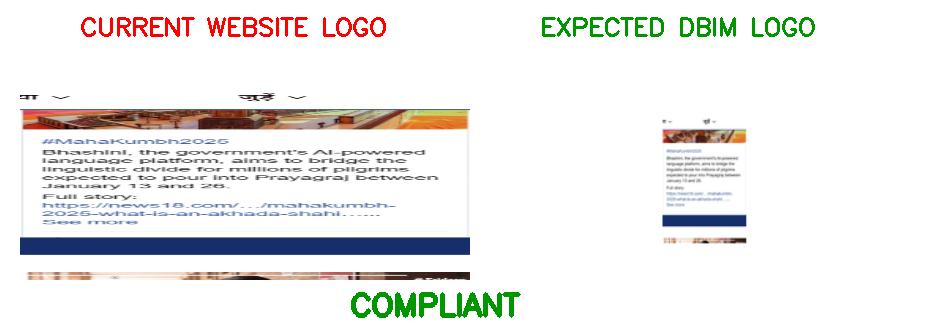 CURRENT WEBSITE LOGO
EXPECTED DBIM LOGO
जुड़ें
#MahaKumbh2025
Bhashini, the government's AI-powered
language platform, aims to bridge the
linguistic divide for millions of pilgrims
expected to pour into Prayagraj between
January 13 and 26.
Full story:
https://news18.com/.../mahakumbh-
2025-what-is-an-akhada-shahi......
See more
जुड़ें
#MahaKumbh2025
Bhashini, the government's AI-powered
language platform, aims to bridge the
linguistic divide for millions of pilgrims
expected to pour into Prayagraj between
January 13 and 26.
Full story:
https://news18.com/.../mahakumbh-
2025-what-is-an-akhada-shahi......
See more
COMPLIANT